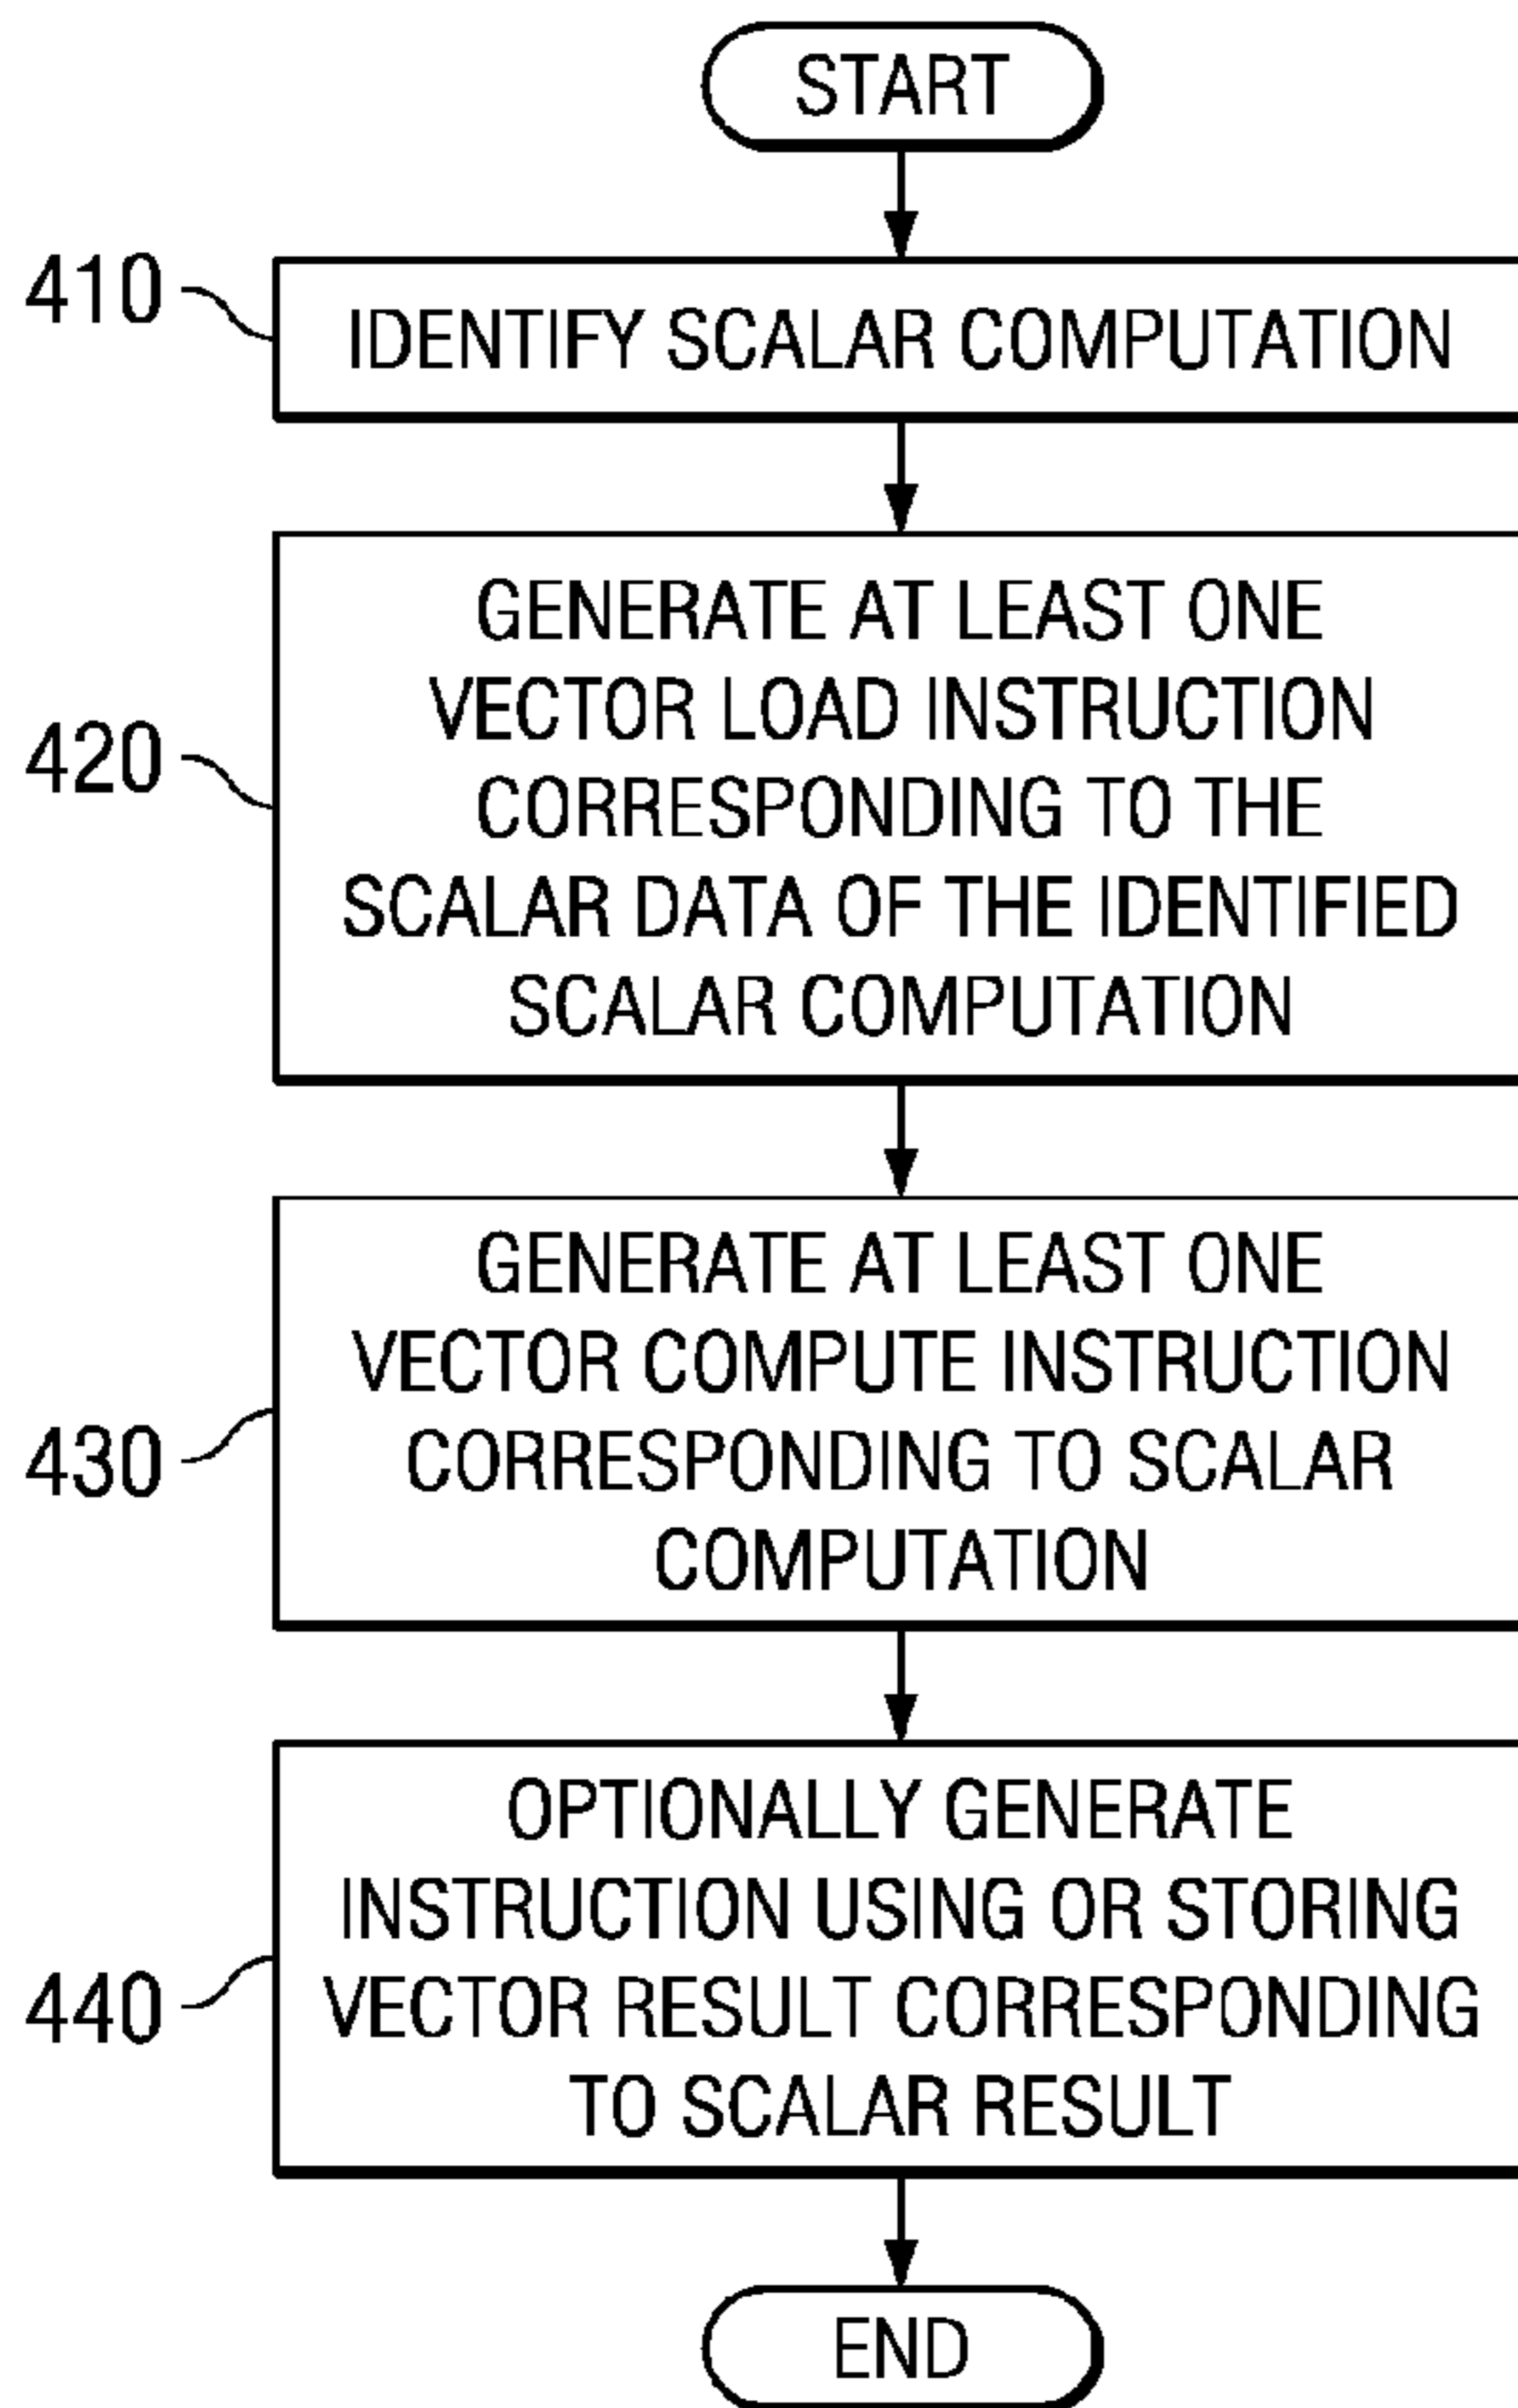 START
410
IDENTIFY SCALAR COMPUTATION
GENERATE AT LEAST ONE
VECTOR LOAD INSTRUCTION
420
CORRESPONDING TO THE
SCALAR DATA OF THE IDENTIFIED
SCALAR COMPUTATION
GENERATE AT LEAST ONE
VECTOR COMPUTE INSTRUCTION
430
CORRESPONDING TO SCALAR
COMPUTATION
OPTIONALLY GENERATE
INSTRUCTION USING OR STORING
440
VECTOR RESULT CORRESPONDING
TO SCALAR RESULT
END